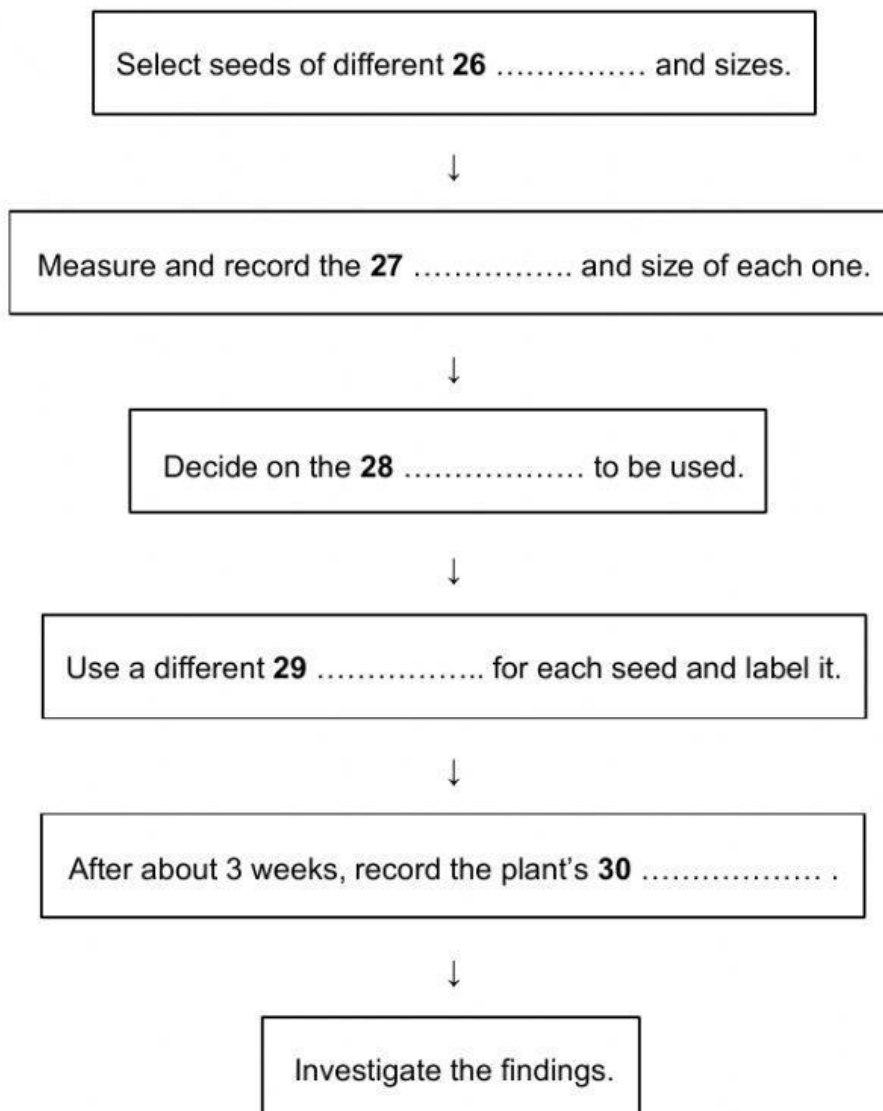 Select seeds of different 26 …………… and sizes.
↓
Measure and record the 27 ……………. and size of each one.
↓
Decide on the 28 ……………… to be used.
↓
Use a different 29 …………….. for each seed and label it.
↓
After about 3 weeks, record the plant’s 30 ……………… .
↓
Investigate the findings.